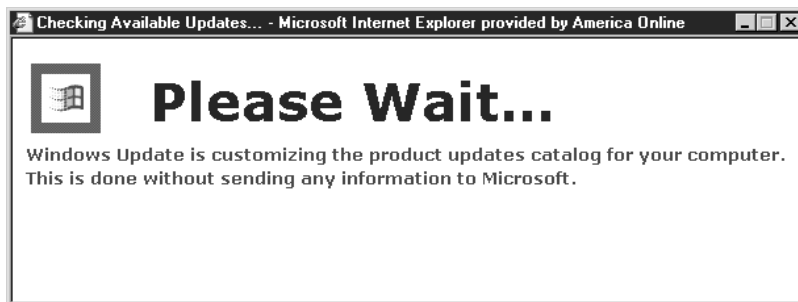 Checking Available Updates... - Microsoft Internet Explorer provided by America Online
Please Wait...
Windows Update is customizing the product updates catalog for your computer.
This is done without sending any information to Microsoft.